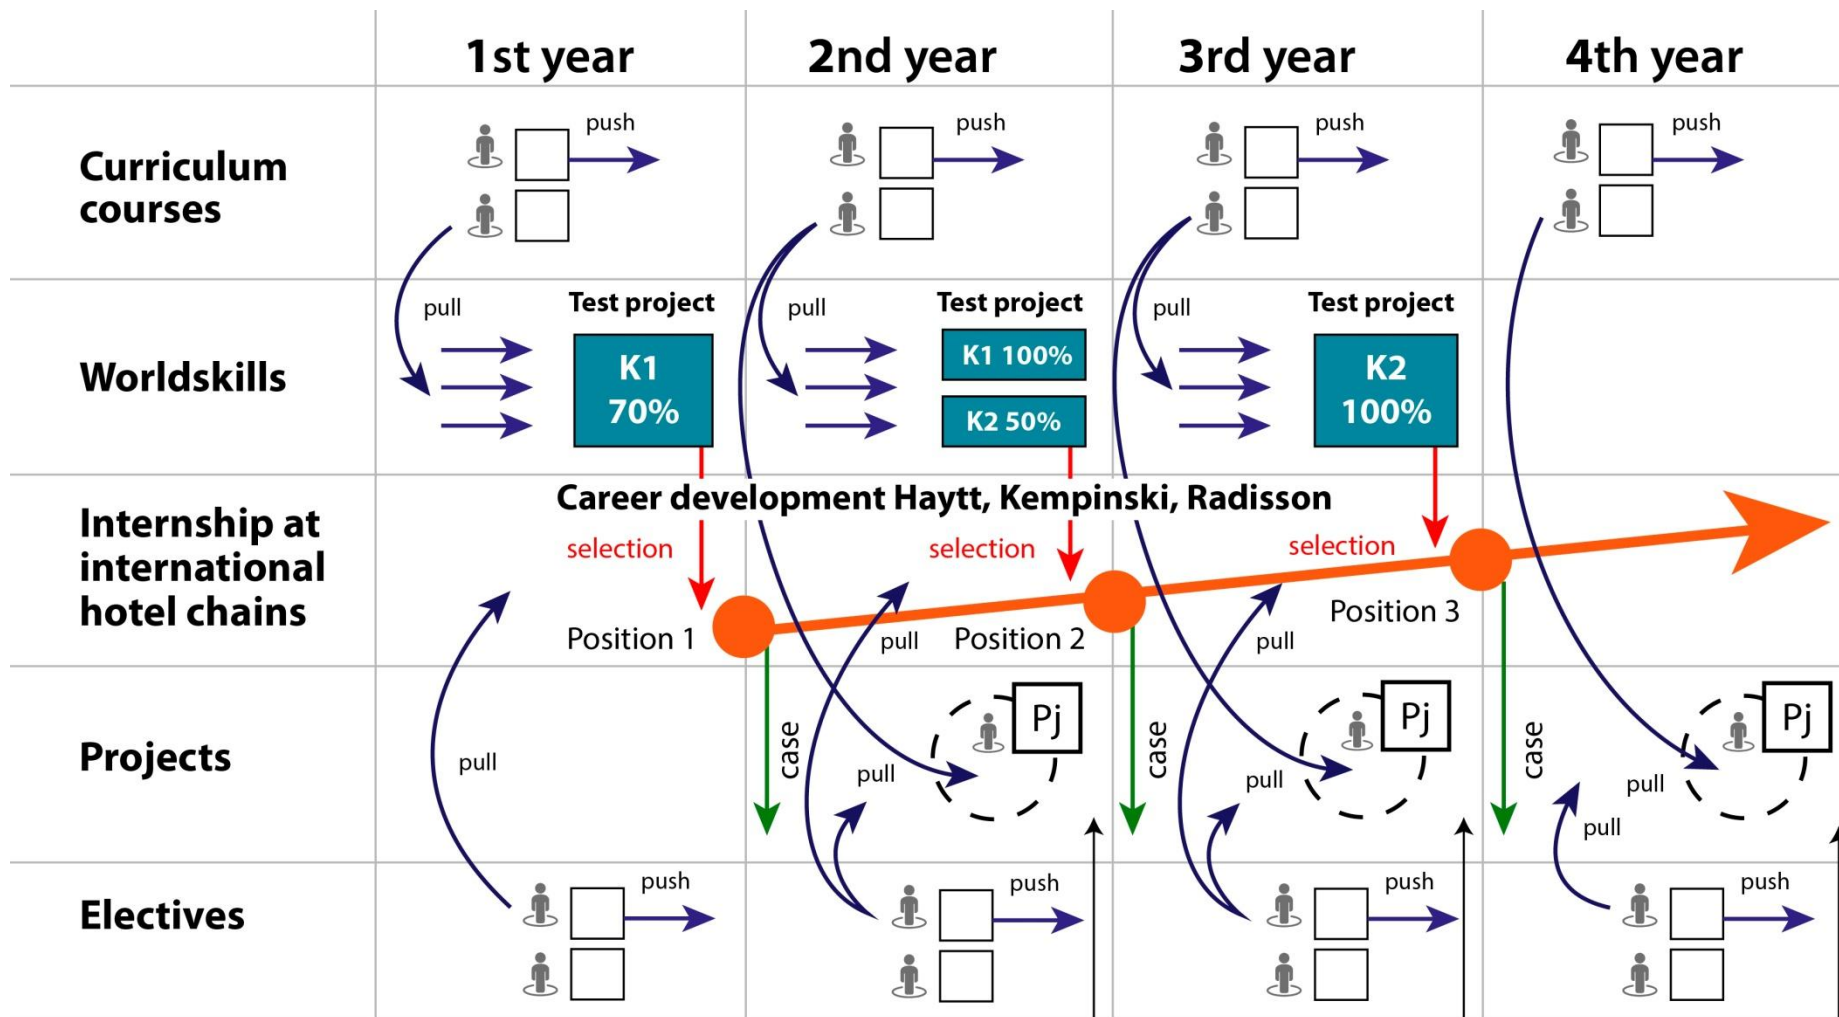 1st year
2nd year
3rd year
4th year
Curriculum
courses
push
push
push
push
Worldskills
pull
Test project
K1
70%
pull
Test project
K1 100%
K2 50%
pull
Test project
K2
100%
Internship at
international
hotel chains
Career development Haytt, Kempinski, Radisson
selection
selection
selection
Position 1
pull
Position 2
pull
Position 3
Projects
pull
case
pull
Pj
case
pull
Pj
case
pull
pull
Pj
Electives
push
push
push
push